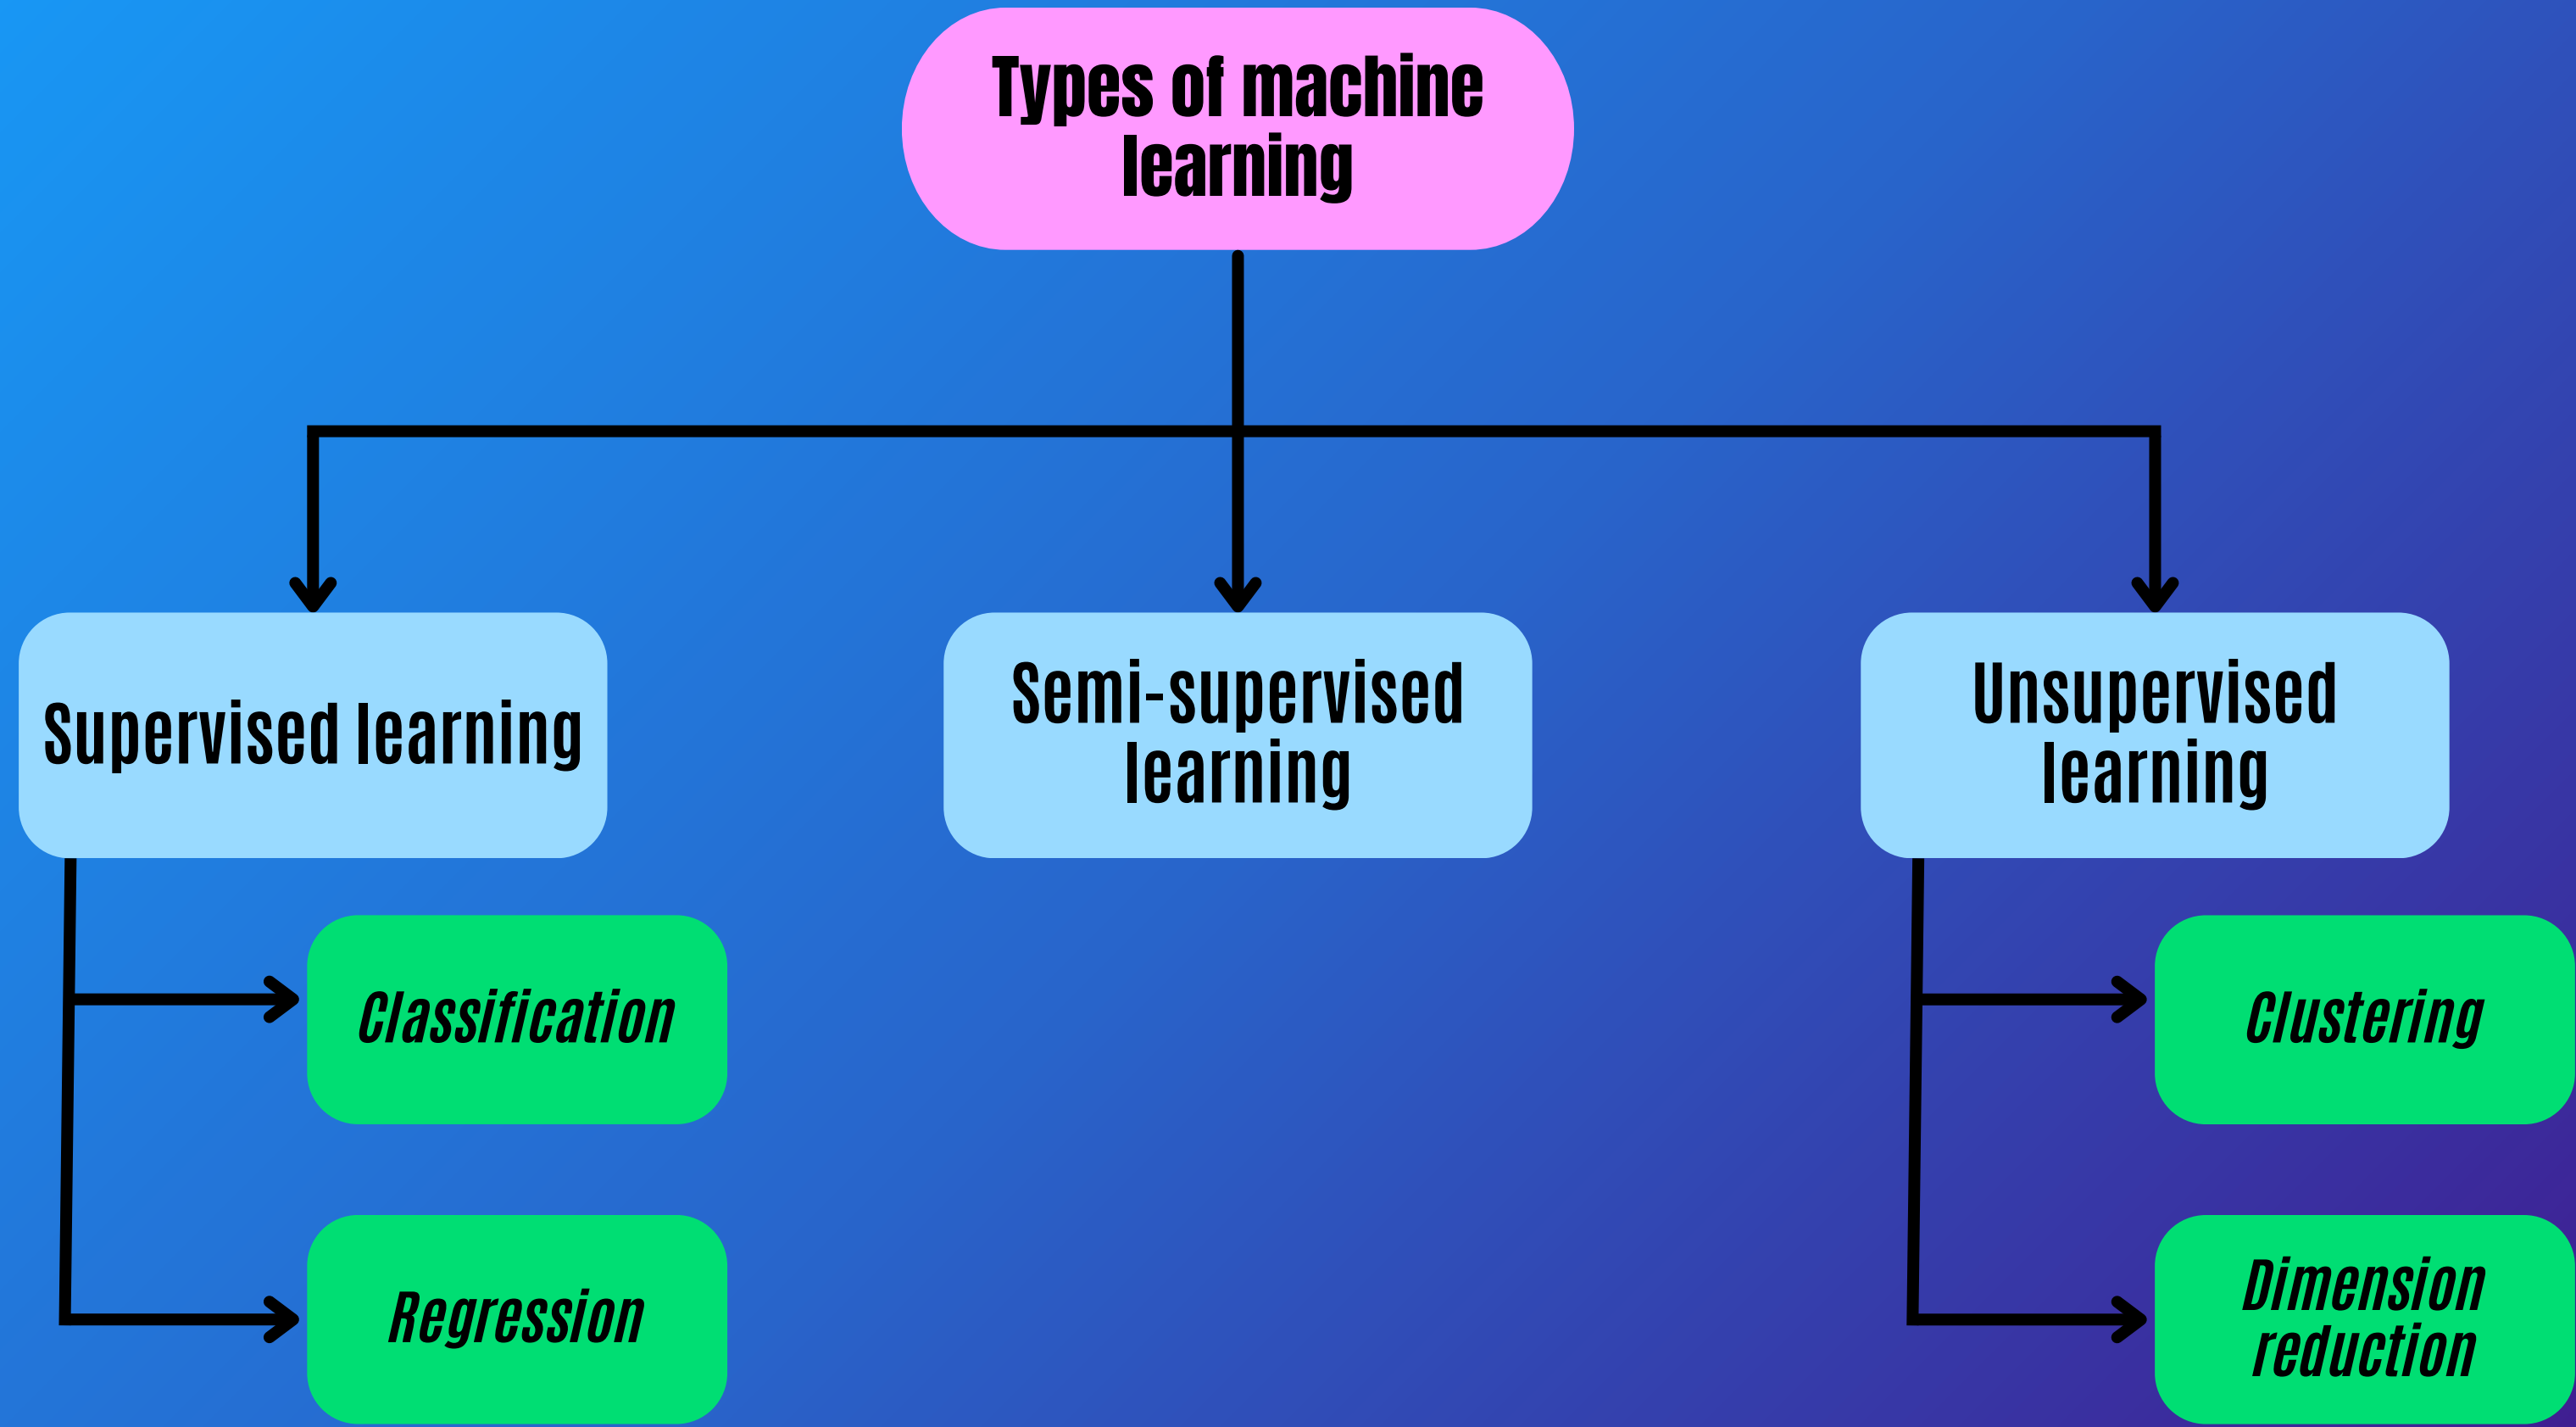 Types of machine
learning
Supervised learning
Semi-supervised
learning
Unsupervised
learning
Classification
Regression
Clustering
Dimension
reduction